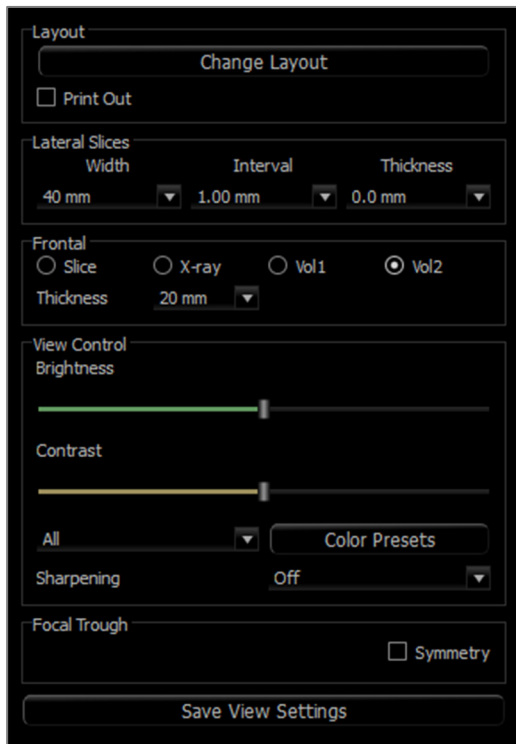 Layout
Change Layout
Print Out
Lateral Slices
Width Interval Thickness
40 mm 1.00 mm 0.0 mm
Frontal
Slice X-ray Vol1 Vol2
Thickness 20 mm
View Control
Brightness
Contrast
All Color Presets
Sharpening Off
Focal Trough
Symmetry
Save View Settings